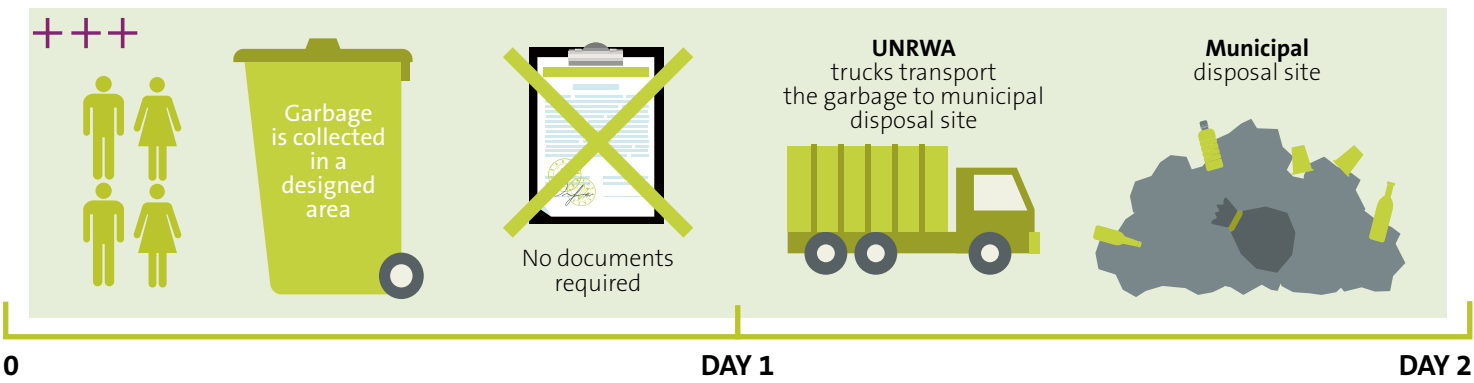 +++
Garbage
is collected
in a
designed
area
No documents
required
UNRWA
trucks transport
the garbage to municipal
disposal site
Municipal
disposal site
0
DAY 1
DAY 2